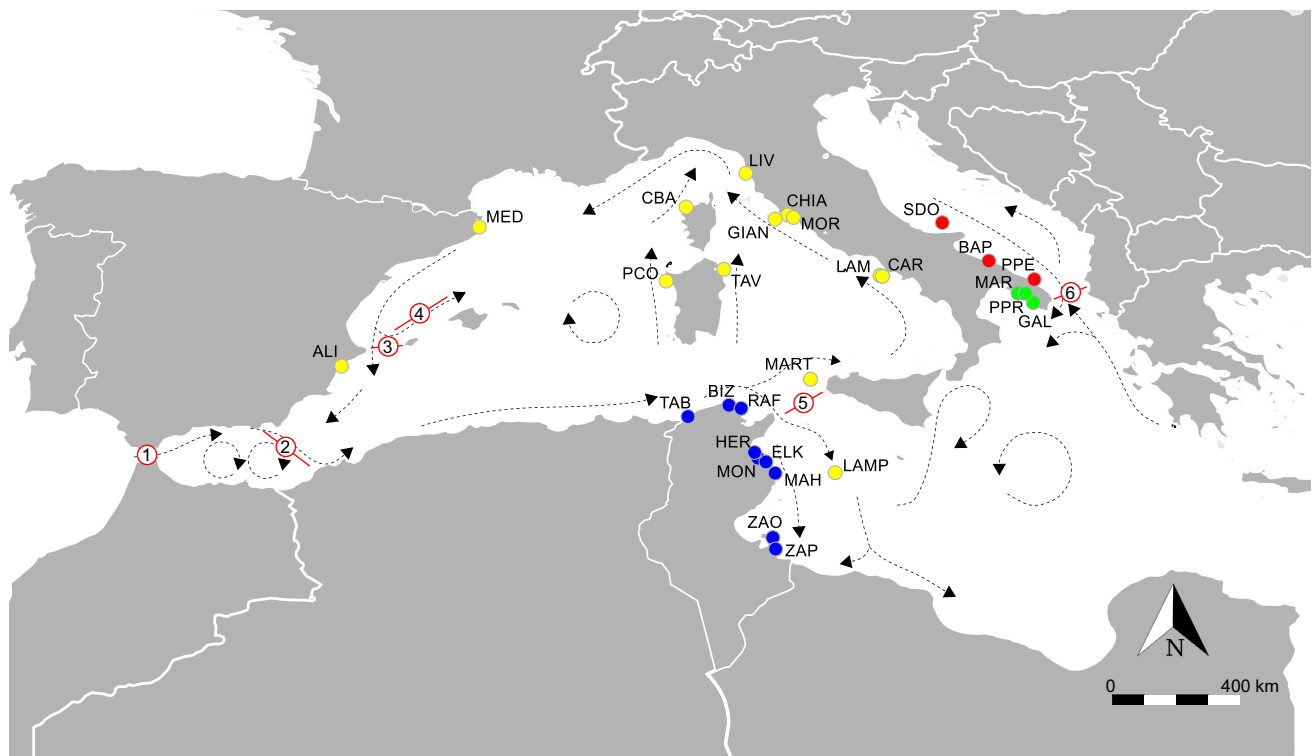 LIV
CBA
CHIA
MED
MOR
SDO
GIAN
BAP
PPE
PCO
TAV
LAM
CAR
MAR
6
PPR
4
GAL
3
ALI
MART
BIZ
5
TAB
RAF
2
HER
ELK
1
MON
MAH
LAMP
ZAO
ZAP
N
0
400 km